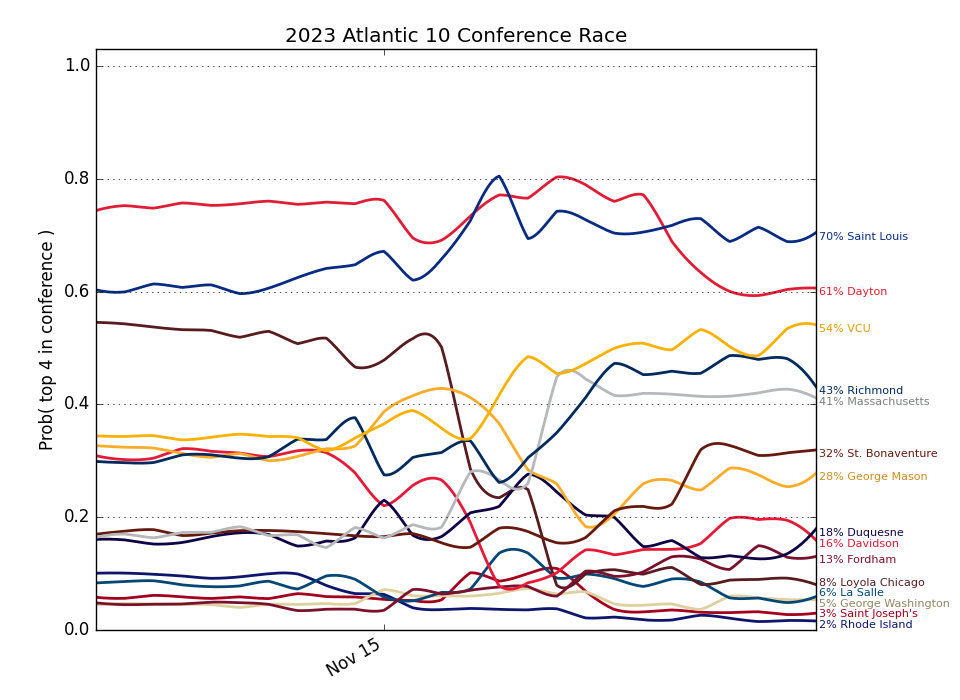 2023 Atlantic 10 Conference Race
Prob( top 4 in conference )
1.0
0.8
0.6
0.4
0.2
0.0
Nov 15
70% Saint Louis
61% Dayton
54% VCU
43% Richmond
41% Massachusetts
32% St. Bonaventure
28% George Mason
18% Duquesne
16% Davidson
13% Fordham
8% Loyola Chicago
6% La Salle
5% George Washington
3% Saint Joseph's
2% Rhode Island